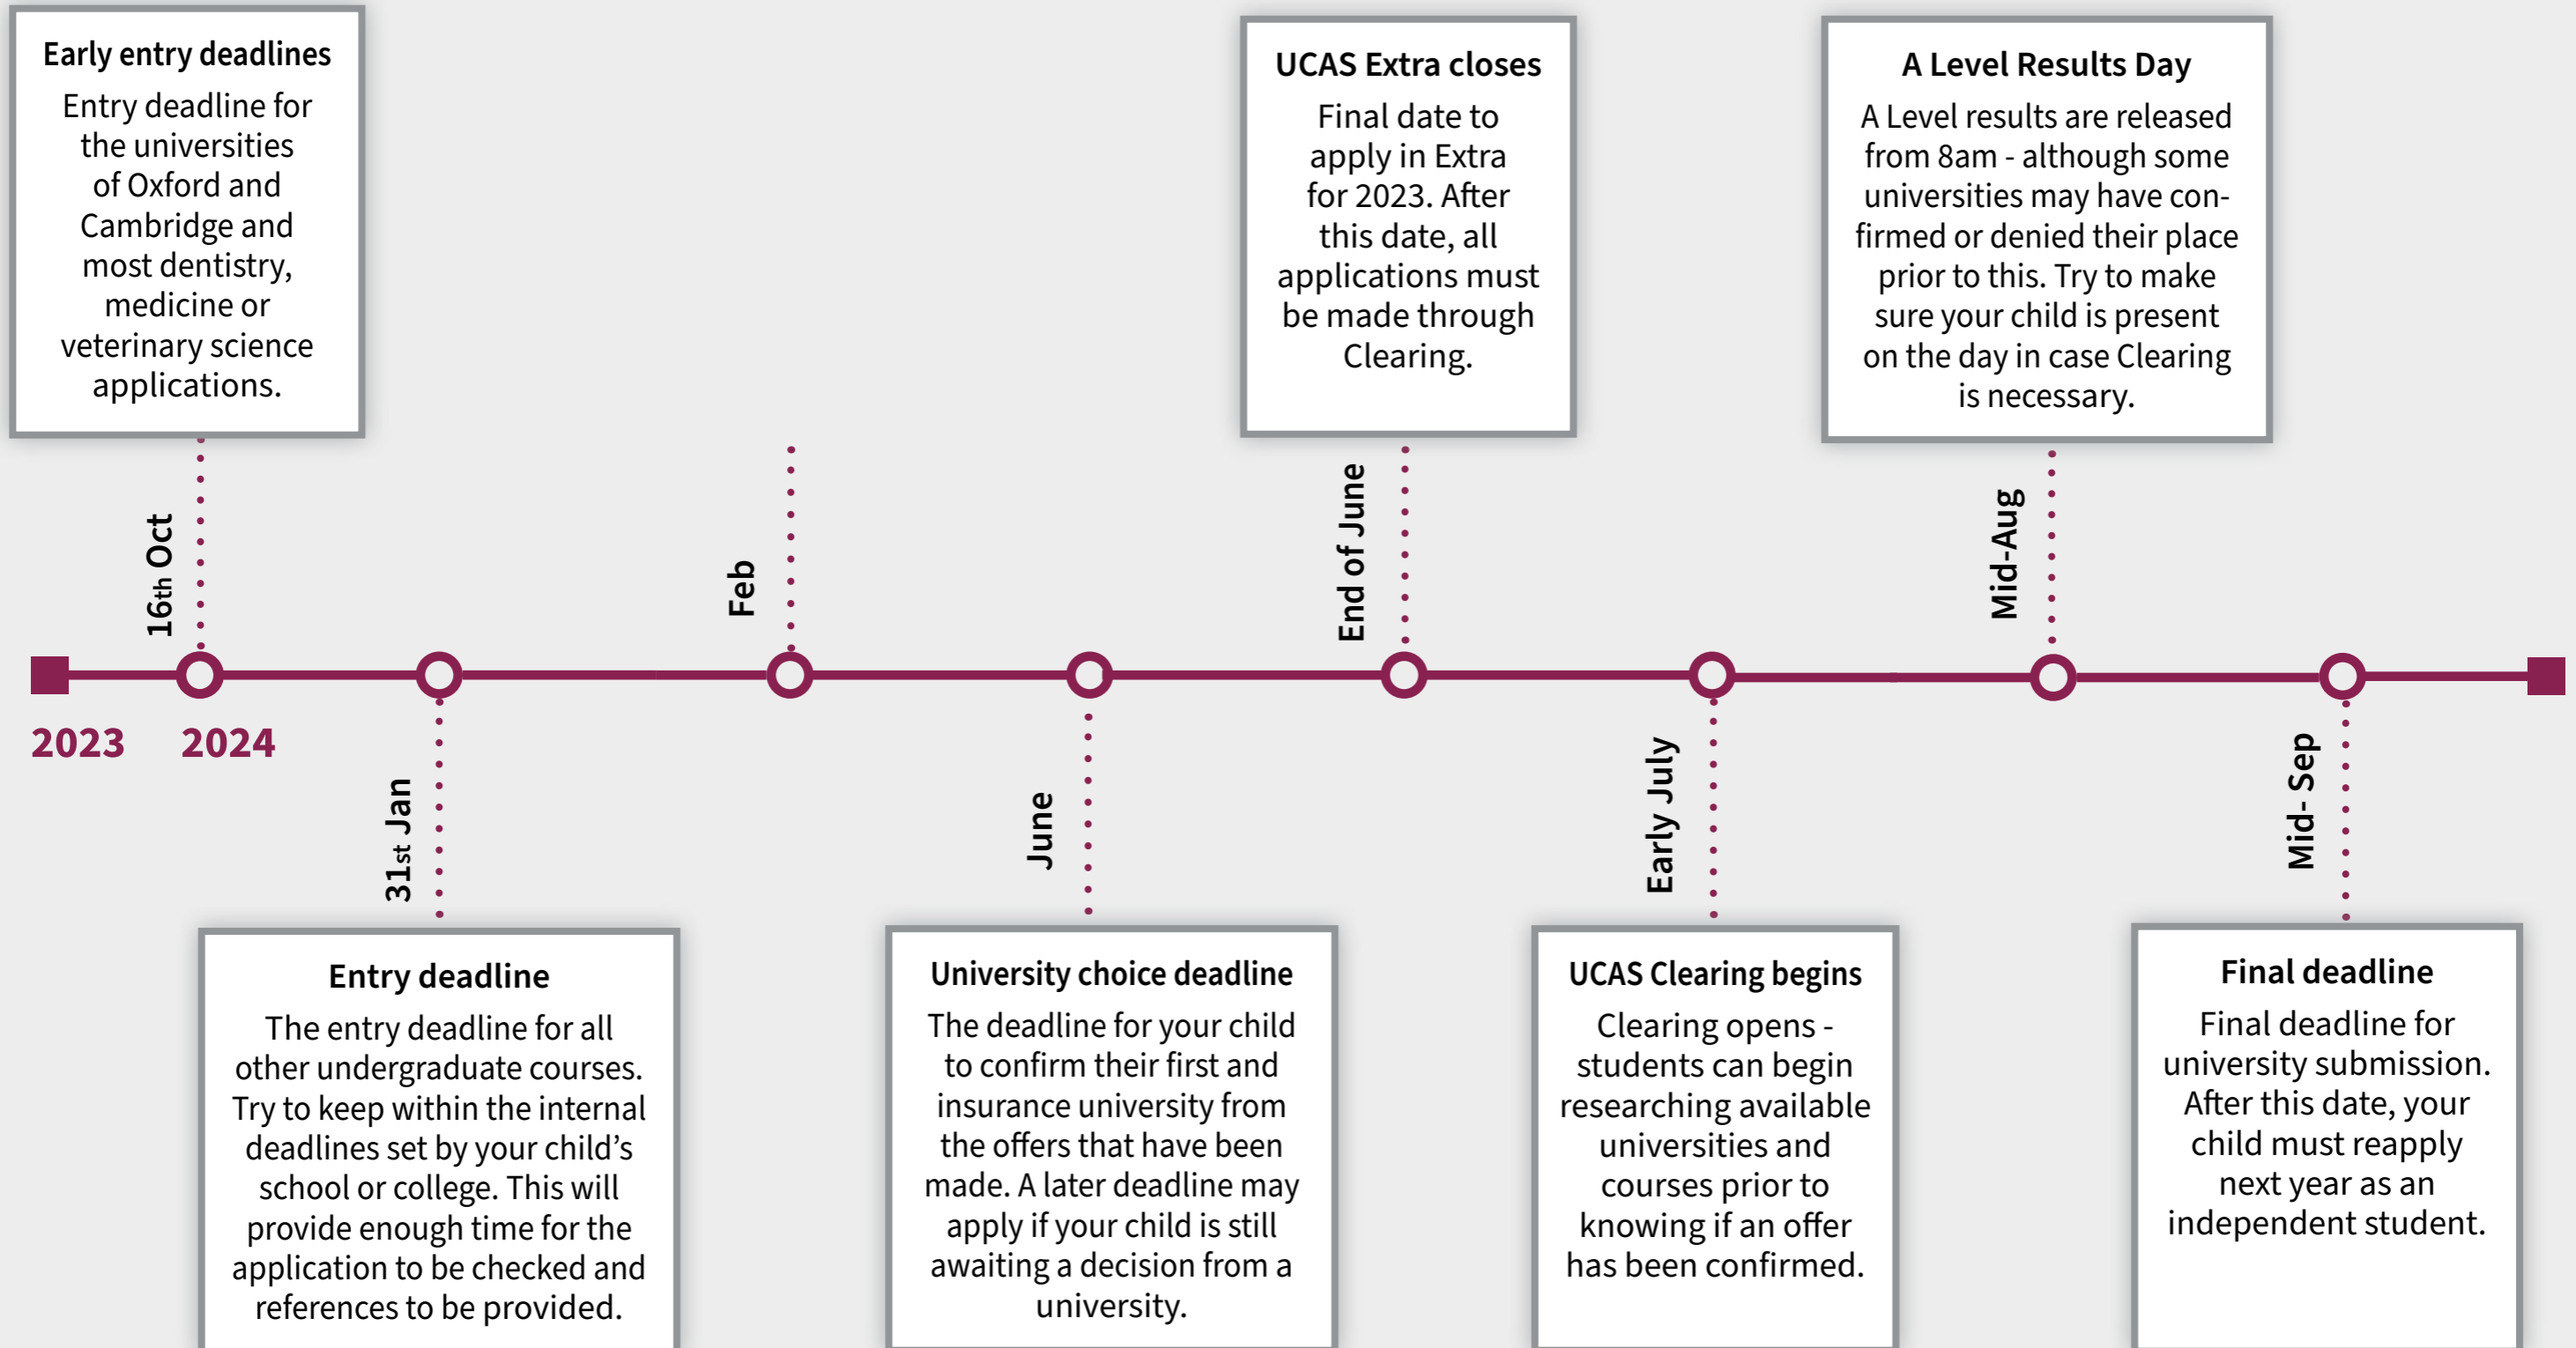 Early entry deadlines
Entry deadline for
the universities
of Oxford and
Cambridge and
most dentistry,
medicine or
veterinary science
applications.
UCAS Extra closes
Final date to
apply in Extra
for 2023. After
this date, all
applications must
be made through
Clearing.
A Level Results Day
A Level results are released
from 8am - although some
universities may have con-
firmed or denied their place
prior to this. Try to make
sure your child is present
on the day in case Clearing
is necessary.
16th Oct
Feb
End of June
Mid-Aug
2023
2024
31st Jan
June
Early July
Mid- Sep
Entry deadline
The entry deadline for all
other undergraduate courses.
Try to keep within the internal
deadlines set by your child’s
school or college. This will
provide enough time for the
application to be checked and
references to be provided.
University choice deadline
The deadline for your child
to confirm their first and
insurance university from
the offers that have been
made. A later deadline may
apply if your child is still
awaiting a decision from a
university.
UCAS Clearing begins
Clearing opens -
students can begin
researching available
universities and
courses prior to
knowing if an offer
has been confirmed.
Final deadline
Final deadline for
university submission.
After this date, your
child must reapply
next year as an
independent student.